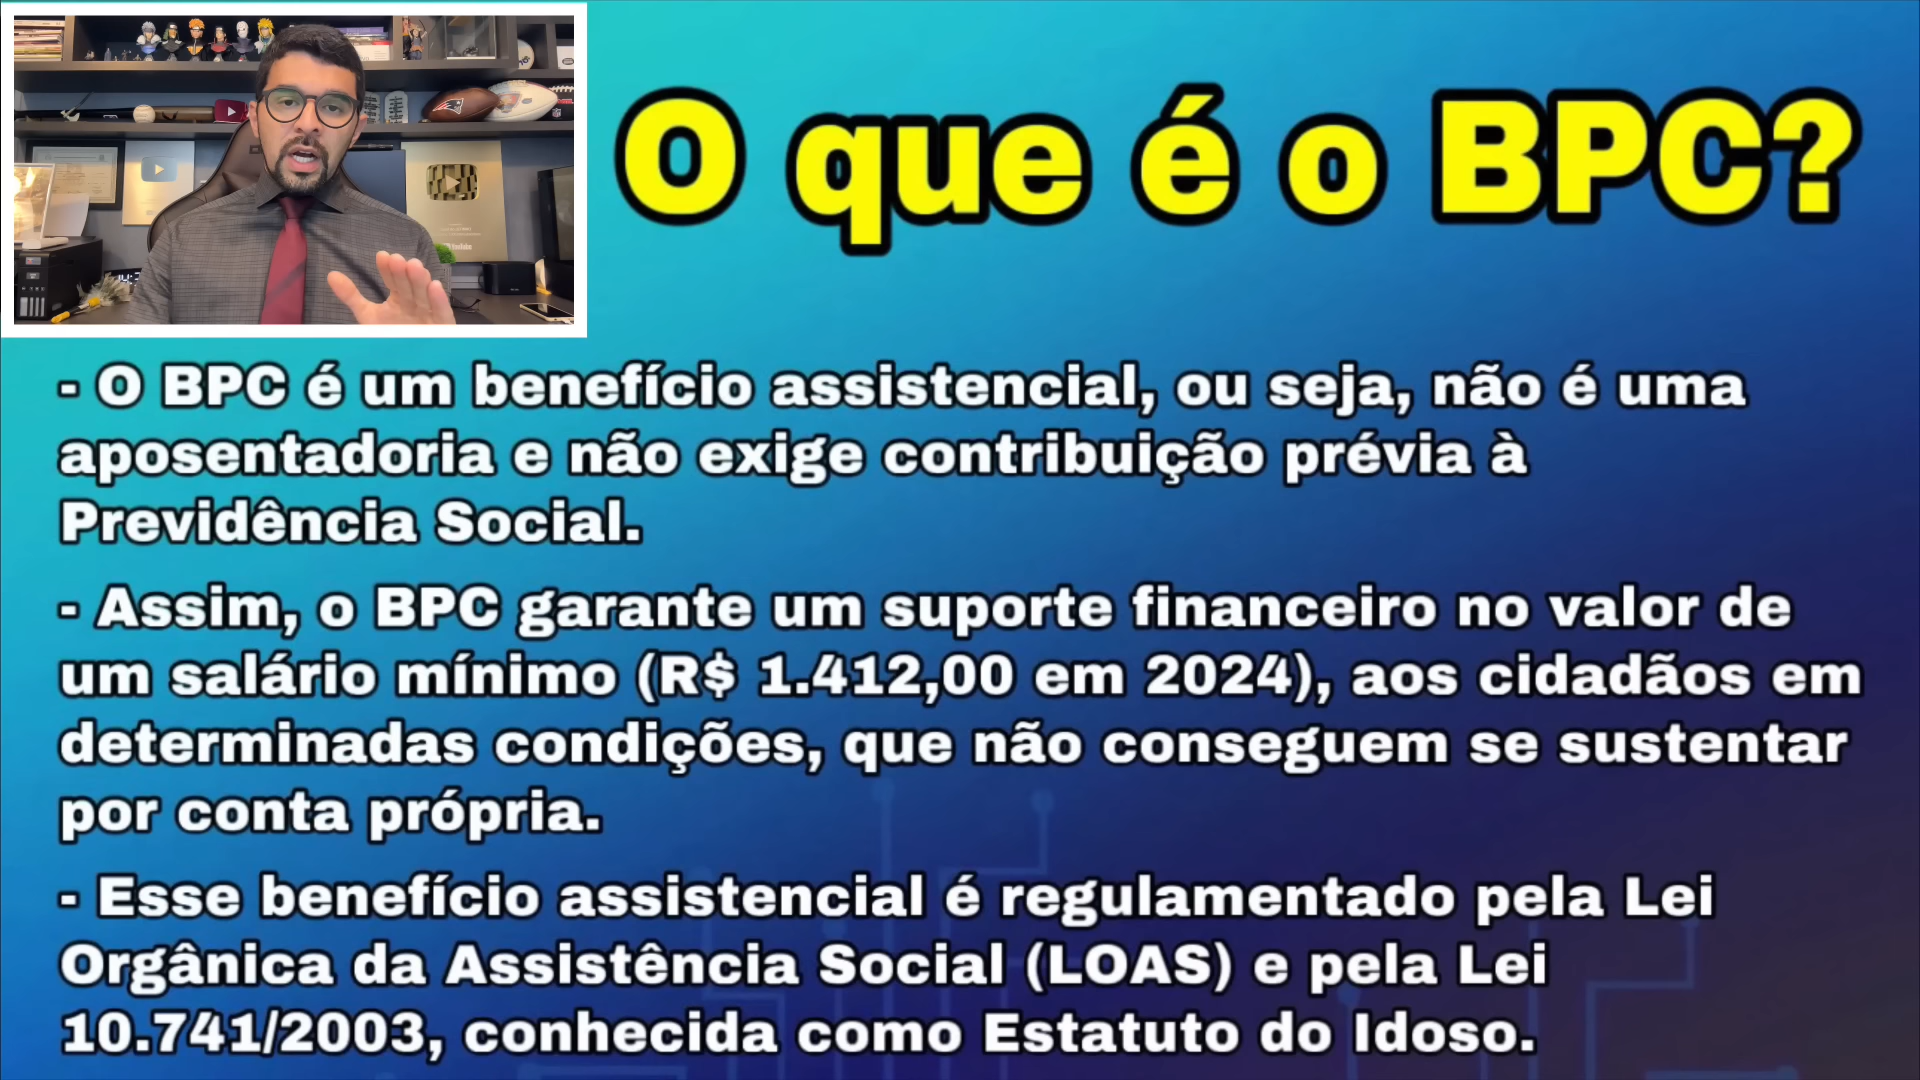 O que é o BPC?
- O BPC é um benefício assistencial, ou seja, não é uma
aposentadoria e não exige contribuição prévia à
Previdência Social.
- Assim, o BPC garante um suporte financeiro no valor de
um salário mínimo (R$ 1.412,00 em 2024), aos cidadãos em
determinadas condições, que não conseguem se sustentar
por conta própria.
- Esse benefício assistencial é regulamentado pela Lei
Orgânica da Assistência Social (LOAS) e pela Lei
10.741/2003, conhecida como Estatuto do Idoso.